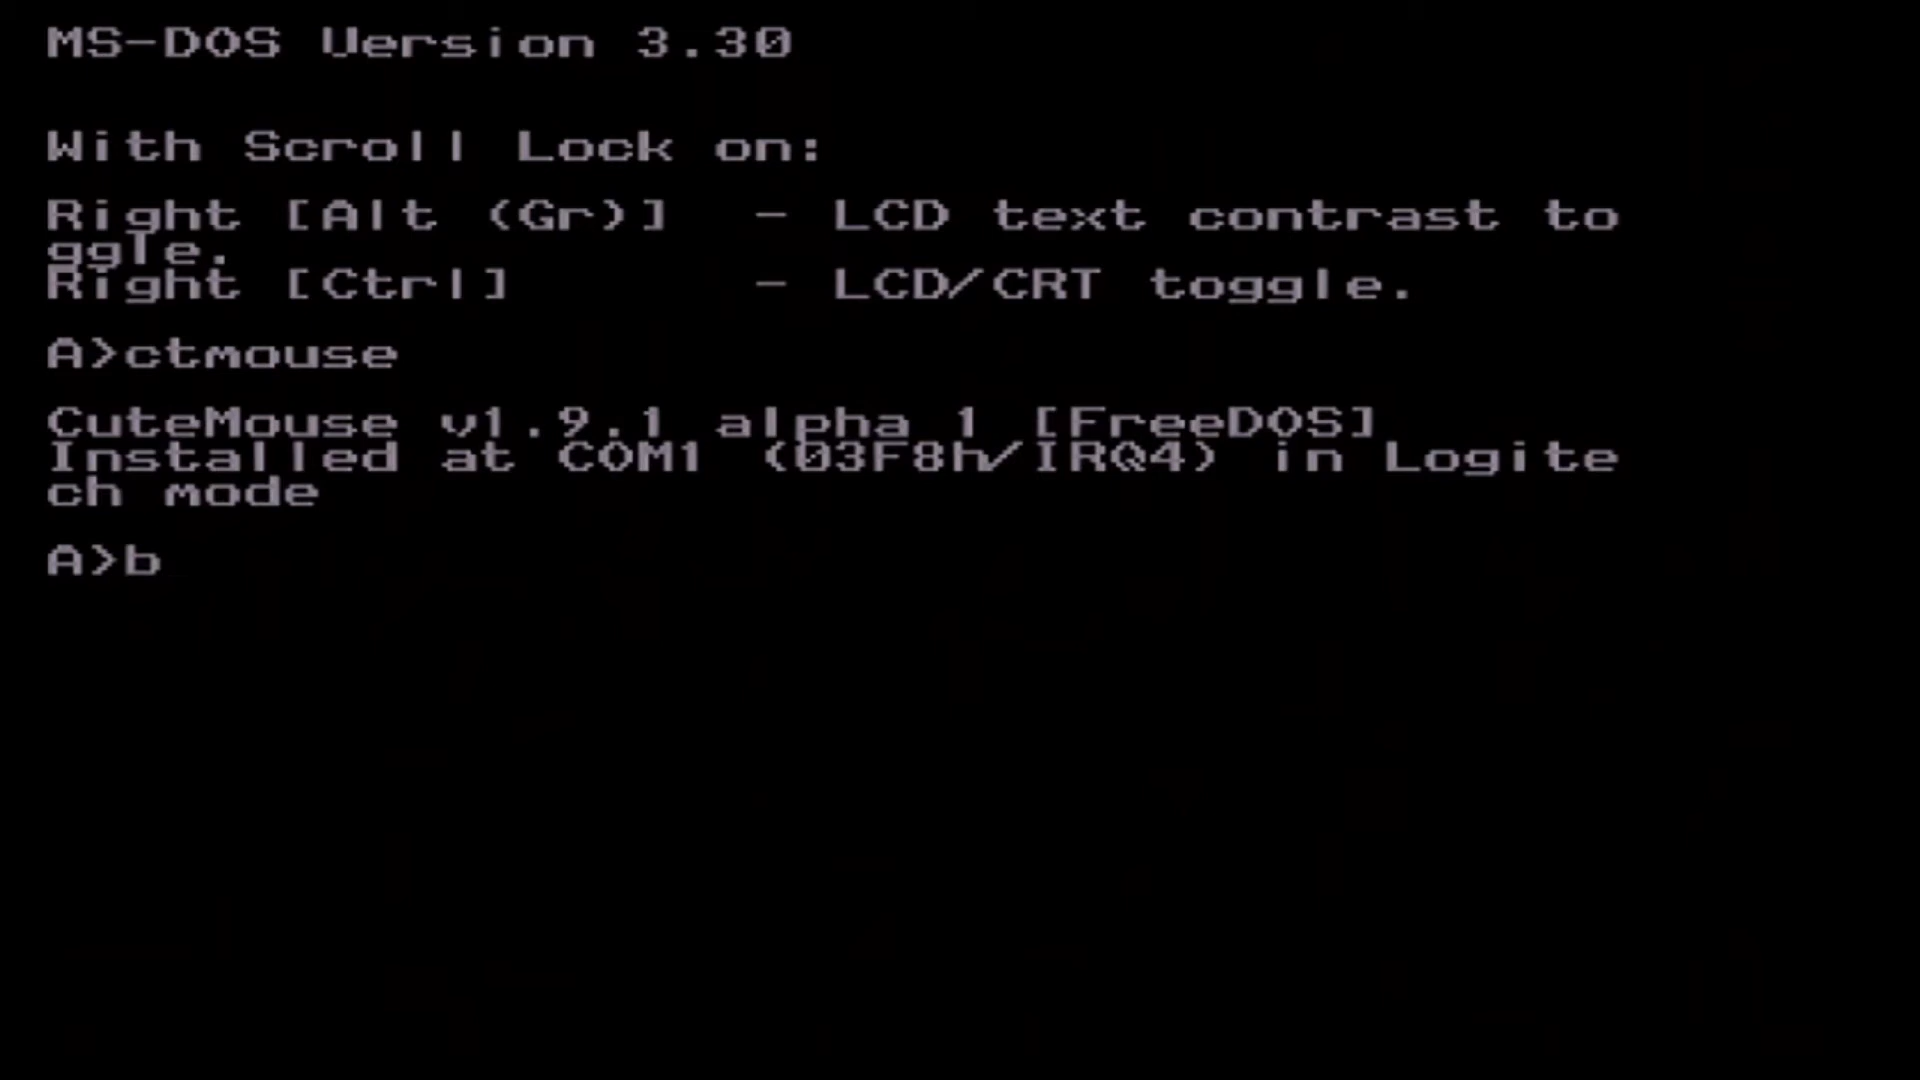 MS-DOS Version 3.30
With Scroll Lock on:
Right [Alt (Gr)]  - LCD text contrast to
ggle.
Right [Ctrl]      - LCD/CRT toggle.
A>ctmouse
CuteMouse v1.9.1 alpha 1 [FreeDOS]
Installed at COM1 (03F8h/IRQ4) in Logite
ch mode
A>b